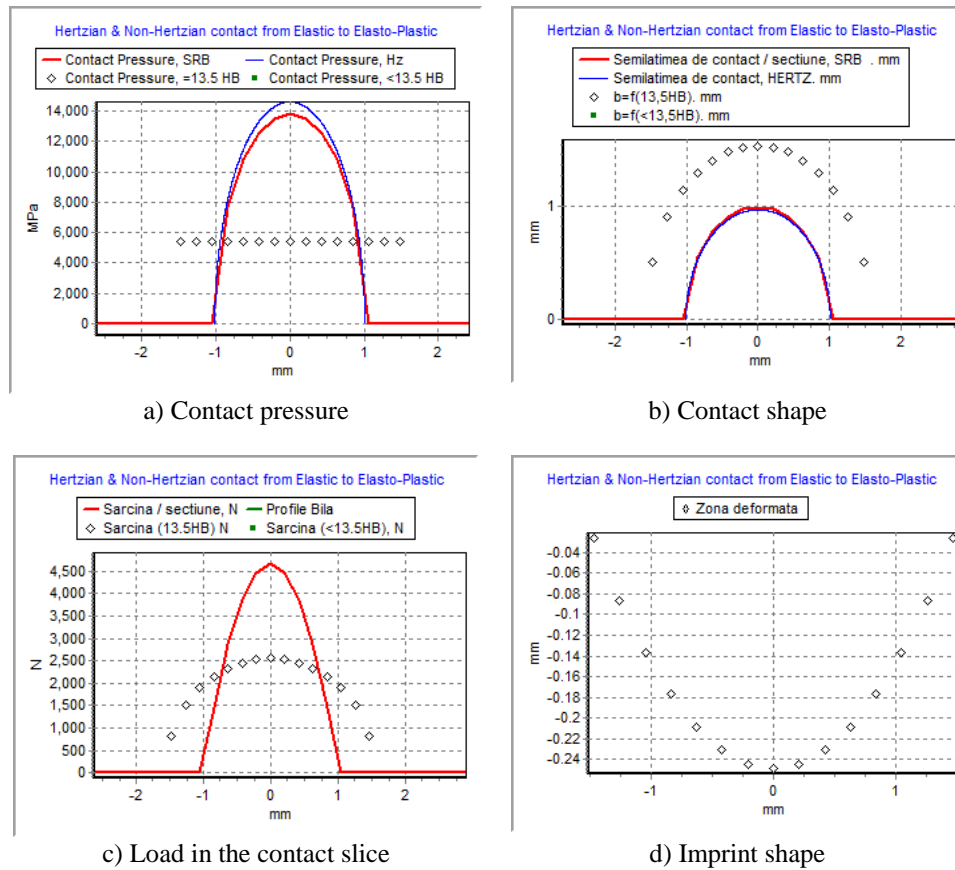 Hertzian & Non-Hertzian contact from Elastic to Elasto-Plastic
Contact Pressure, SRB Contact Pressure, Hz
Contact Pressure, =13.5 HB Contact Pressure, <13.5 HB
14,000
12,000
10,000
8,000
6,000
4,000
2,000
0
MPa
-2 -1 0 1 2
mm
a) Contact pressure
Hertzian & Non-Hertzian contact from Elastic to Elasto-Plastic
Semilatimea de contact / sectiune, SRB . mm
Semilatimea de contact, HERTZ. mm
b=f(13,5HB). mm
b=f(<13,5HB). mm
1
0
mm
-2 -1 0 1 2
mm
b) Contact shape
Hertzian & Non-Hertzian contact from Elastic to Elasto-Plastic
Sarcina / sectiune, N Profile Bila
Sarcina (13.5HB) N Sarcina (<13.5HB), N
4,500
4,000
3,500
3,000
2,500
2,000
1,500
1,000
500
0
N
-2 -1 0 1 2
mm
c) Load in the contact slice
Hertzian & Non-Hertzian contact from Elastic to Elasto-Plastic
Zona deformata
-0.04
-0.06
-0.08
-0.1
-0.12
-0.14
-0.16
-0.18
-0.2
-0.22
-0.24
mm
-1 0 1
mm
d) Imprint shape